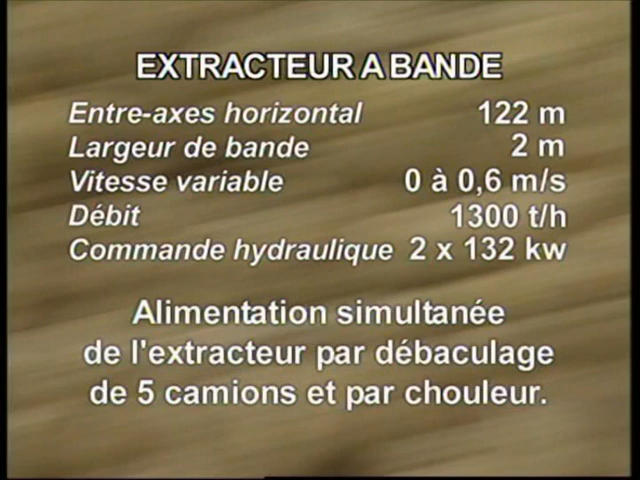 EXTRACTEUR A BANDE
Entre-axes horizontal 122 m
Largeur de bande 2 m
Vitesse variable 0 à 0,6 m/s
Débit 1300 t/h
Commande hydraulique 2 x 132 kw
Alimentation simultanée
de l'extracteur par débaculage
de 5 camions et par chouleur.